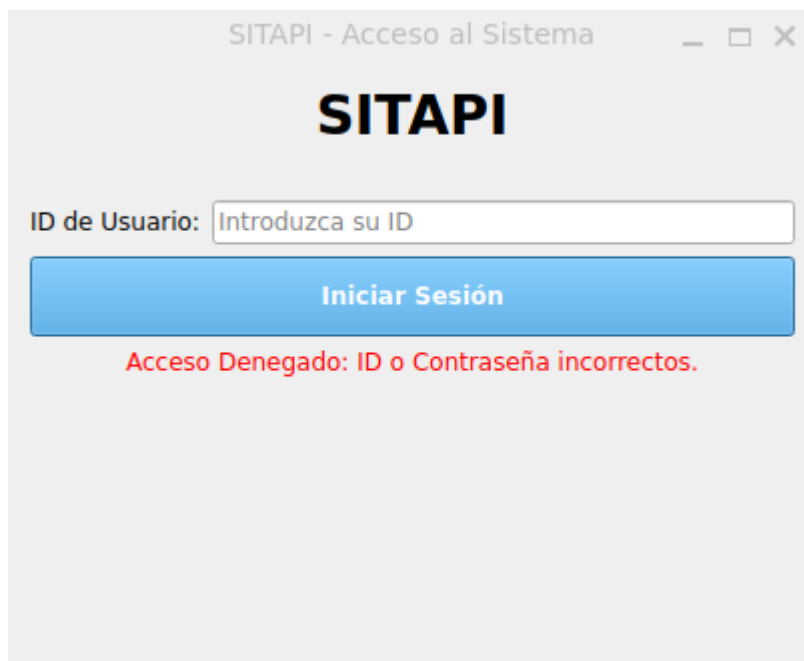 SITAPI - Acceso al Sistema
SITAPI
ID de Usuario: Introduzca su ID
Iniciar Sesión
Acceso Denegado: ID o Contraseña incorrectos.